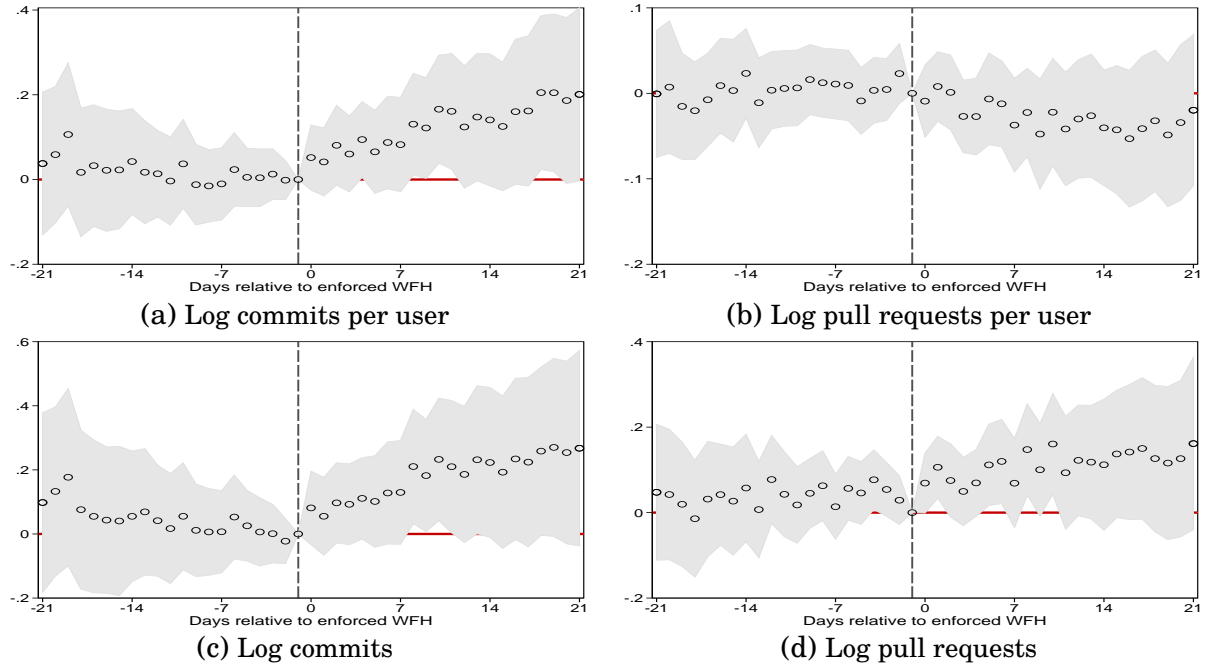 .4
.2
0
-.2
-21 -14 -7 0 7 14 21
Days relative to enforced WFH
(a) Log commits per user
.1
0
-.1
-.2
-21 -14 -7 0 7 14 21
Days relative to enforced WFH
(b) Log pull requests per user
.6
.4
.2
0
-.2
-21 -14 -7 0 7 14 21
Days relative to enforced WFH
(c) Log commits
.4
.2
0
-.2
-21 -14 -7 0 7 14 21
Days relative to enforced WFH
(d) Log pull requests